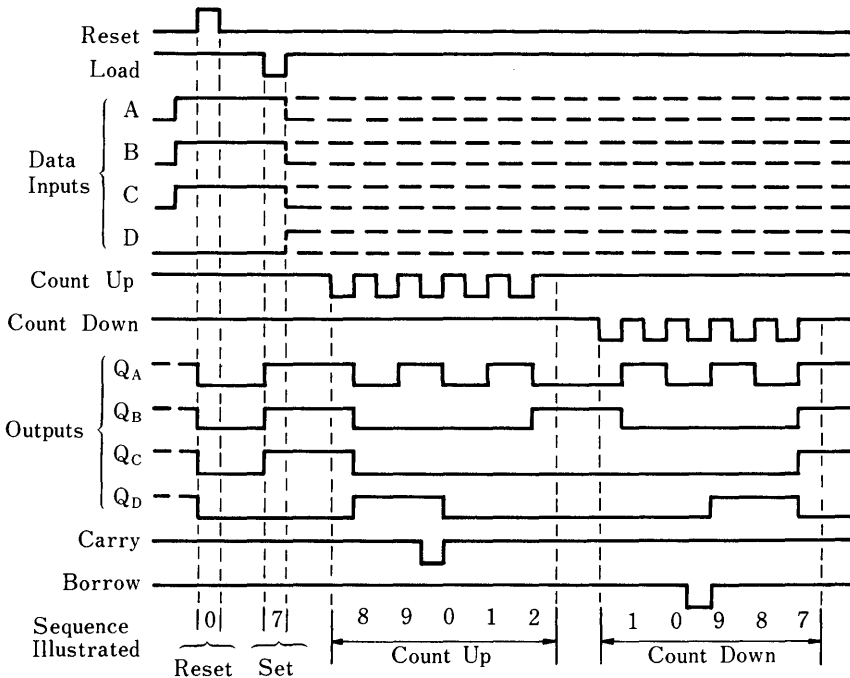 Reset
Load
A
B
Data
Inputs
C
D
Count Up
Count Down
QA
QB
Outputs
QC
QD
Carry
Borrow
Sequence
Illustrated
0 7 8 9 0 1 2 1 0 9 8 7
Reset Set Count Up Count Down